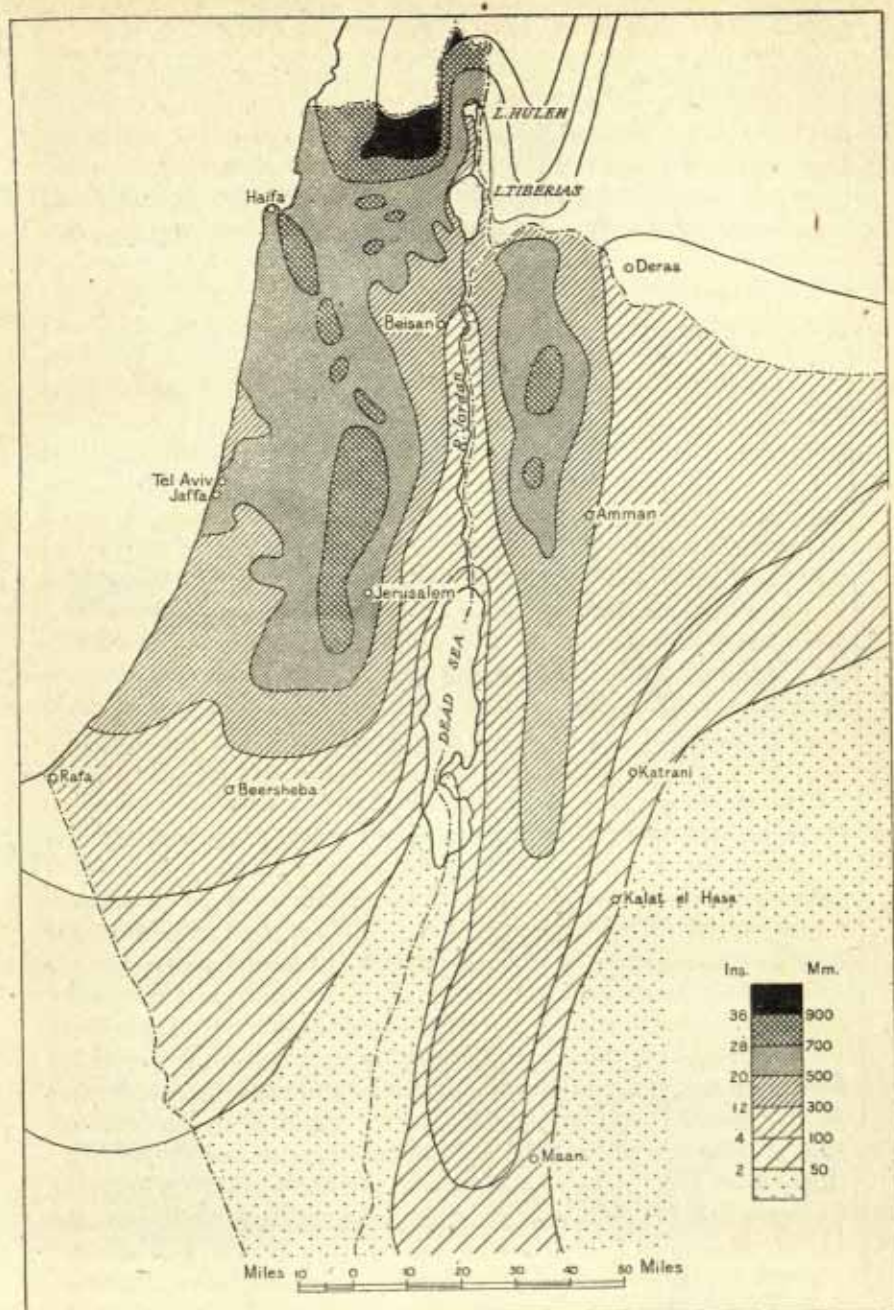 L. HULEH
L. TIBERIAS
Haifa
Deraa
Beisan
R. Jordan
Tel Aviv
Jaffa
Amman
Jerusalem
DEAD SEA
Rafa
Beersheba
Katrani
Kalat el Hasa
Ins. Mm.
36 900
28 700
20 500
12 300
4 100
2 50
Maan
Miles 10 0 10 20 30 40 50 Miles